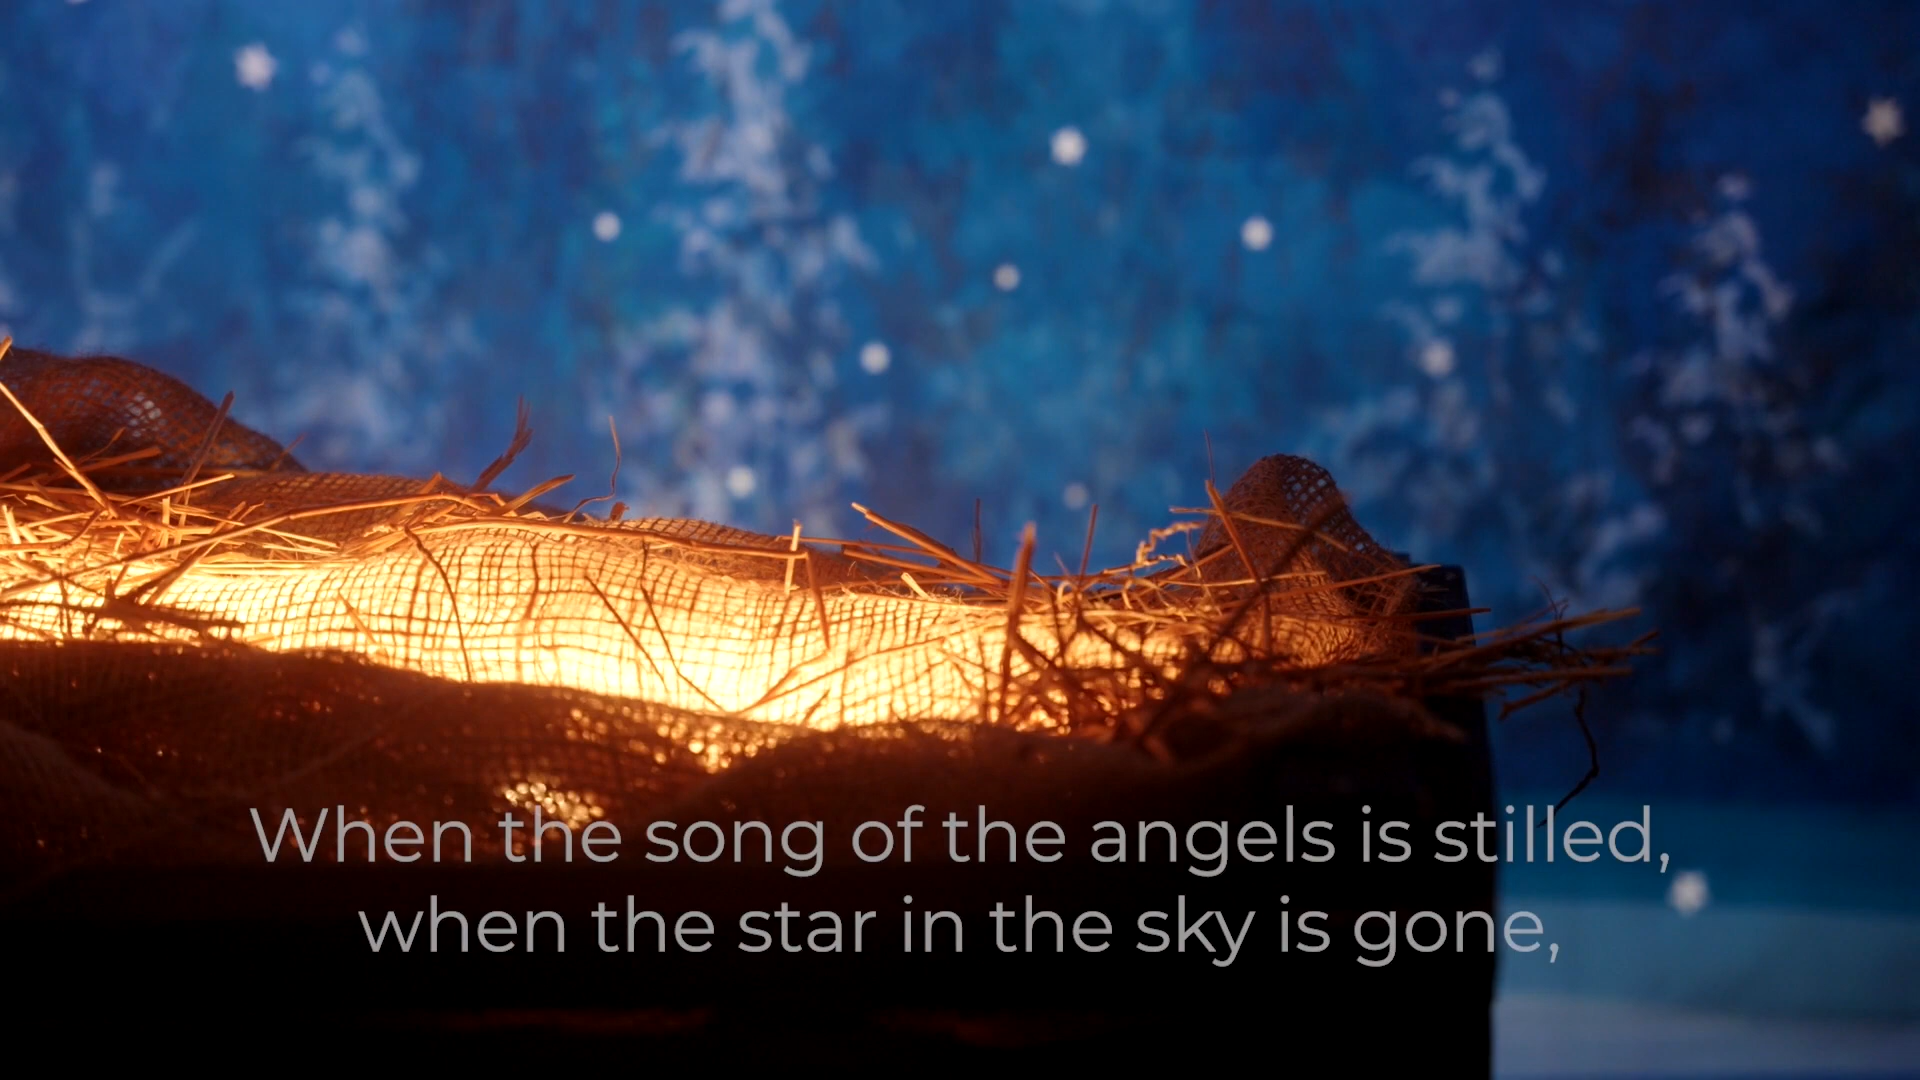 When the song of the angels is stilled,
when the star in the sky is gone,